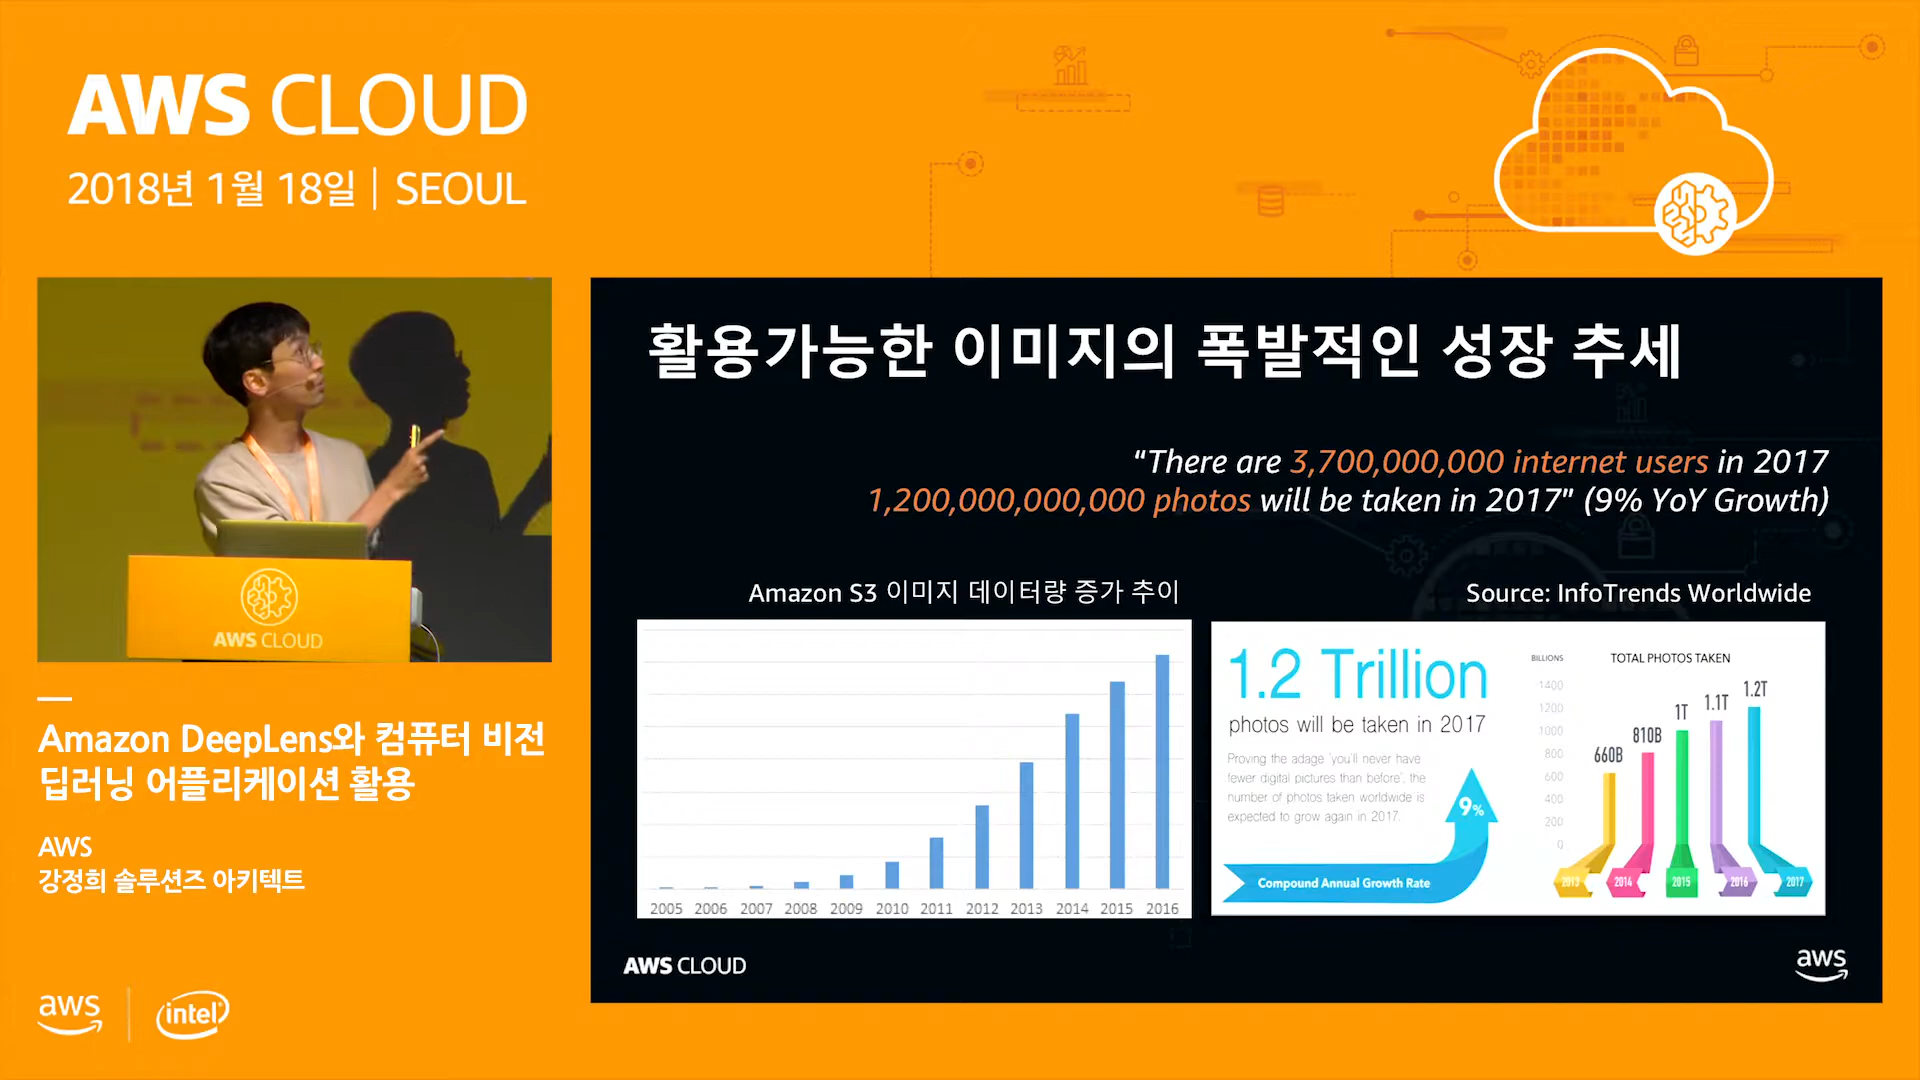 AWS CLOUD
2018년 1월 18일 | SEOUL
AWS CLOUD
Amazon DeepLens와 컴퓨터 비전
딥러닝 어플리케이션 활용
AWS
강정희 솔루션즈 아키텍트
aws
intel
활용가능한 이미지의 폭발적인 성장 추세
"There are 3,700,000,000 internet users in 2017
1,200,000,000,000 photos will be taken in 2017" (9% YoY Growth)
Amazon S3 이미지 데이터량 증가 추이
2005 2006 2007 2008 2009 2010 2011 2012 2013 2014 2015 2016
Source: InfoTrends Worldwide
1.2 Trillion
photos will be taken in 2017
Proving the adage 'you'll never have
fewer digital pictures than before', the
number of photos taken worldwide is
expected to grow again in 2017.
9%
Compound Annual Growth Rate
BILLIONS
TOTAL PHOTOS TAKEN
1400
1200
1000
800
600
400
200
0
660B
810B
1T
1.1T
1.2T
2013 2014 2015 2016 2017
AWS CLOUD
aws